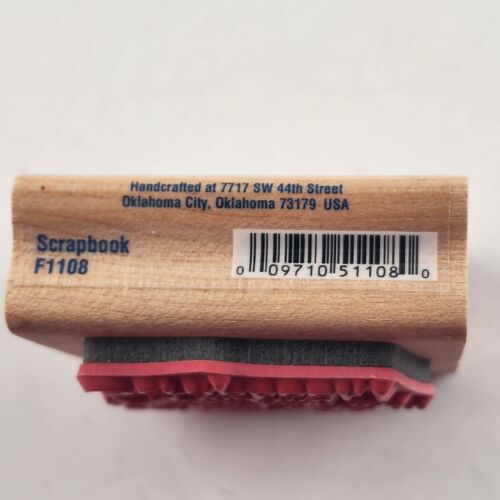 Handcrafted at 7717 SW 44th Street
Oklahoma City, Oklahoma 73179 USA
Scrapbook
F1108
0 09710 51108 0